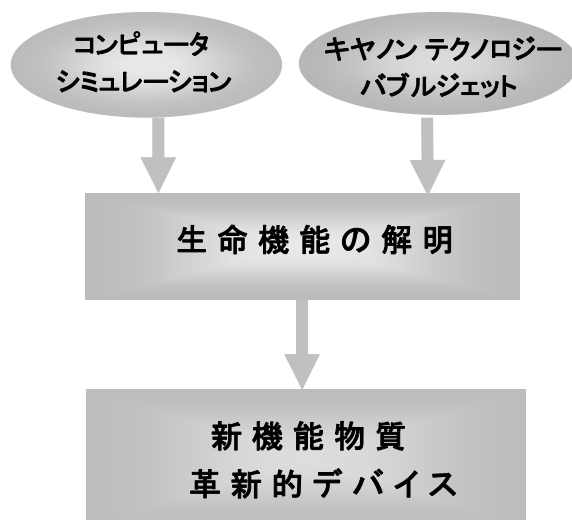 コンピュータ
シミュレーション
キヤノン テクノロジー
バブルジェット
生命機能の解明
新機能物質
革新的デバイス